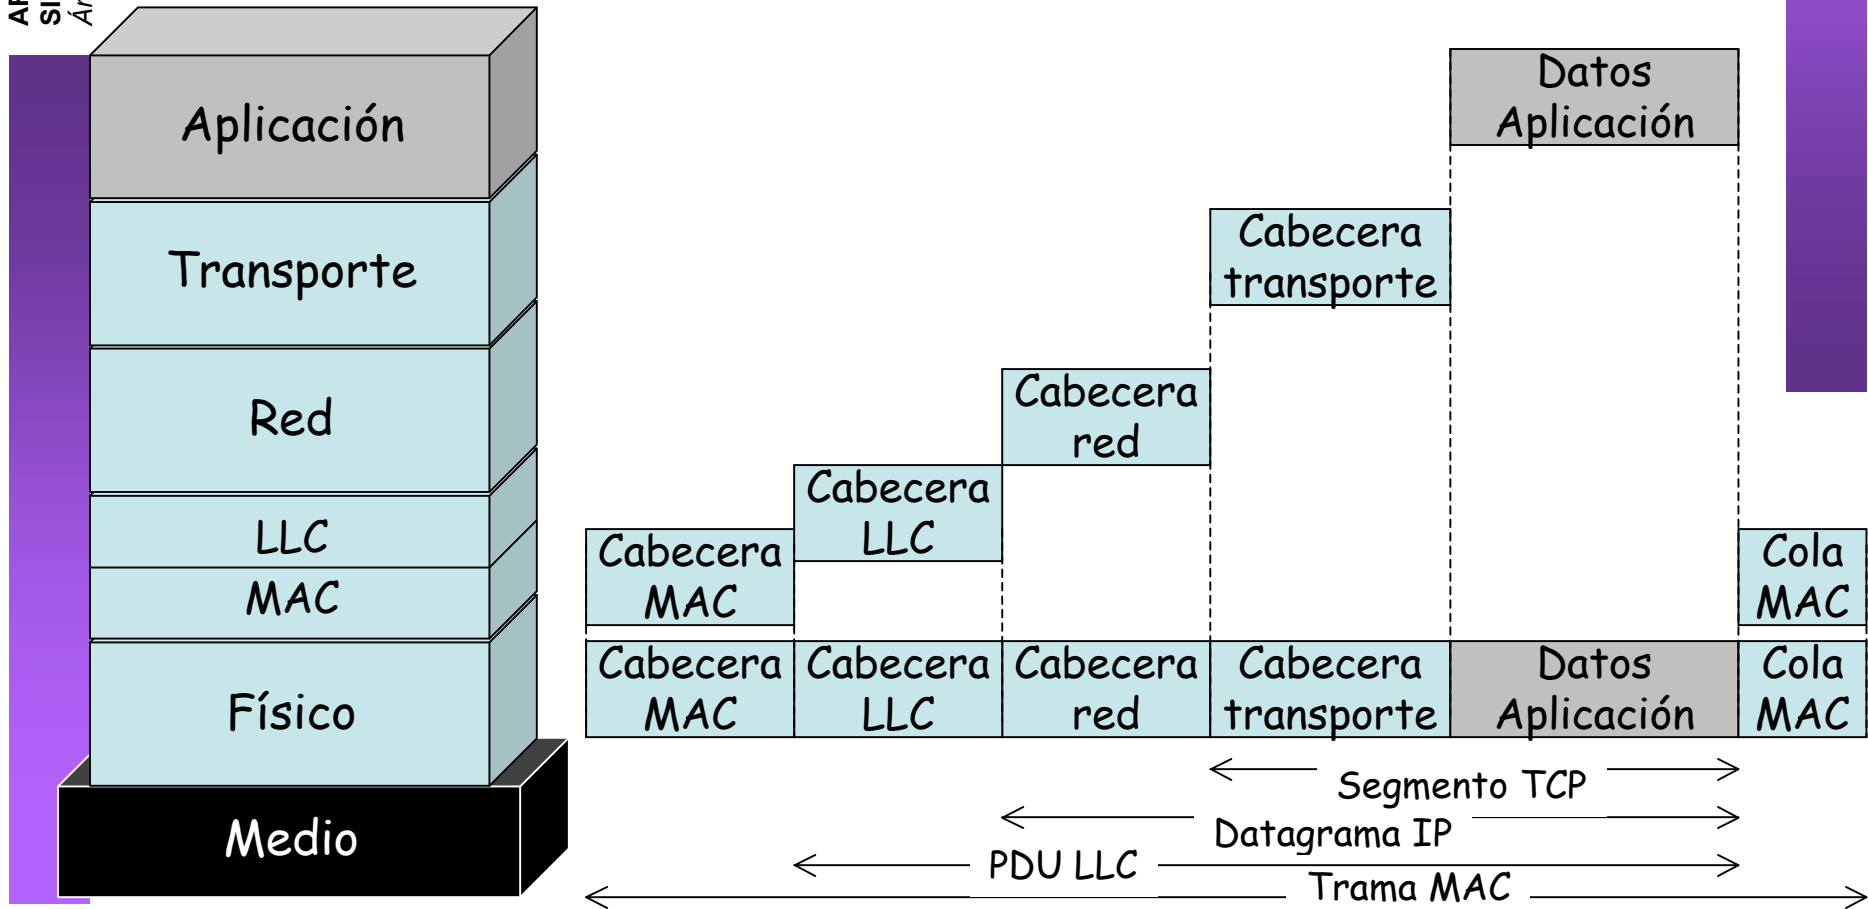 Aplicación
Transporte
Red
LLC
MAC
Físico
Medio
Datos
Aplicación
Cabecera
transporte
Cabecera
red
Cabecera
LLC
Cabecera
MAC
Cola
MAC
Cabecera
MAC
Cabecera
LLC
Cabecera
red
Cabecera
transporte
Datos
Aplicación
Cola
MAC
Segmento TCP
Datagrama IP
PDU LLC
Trama MAC